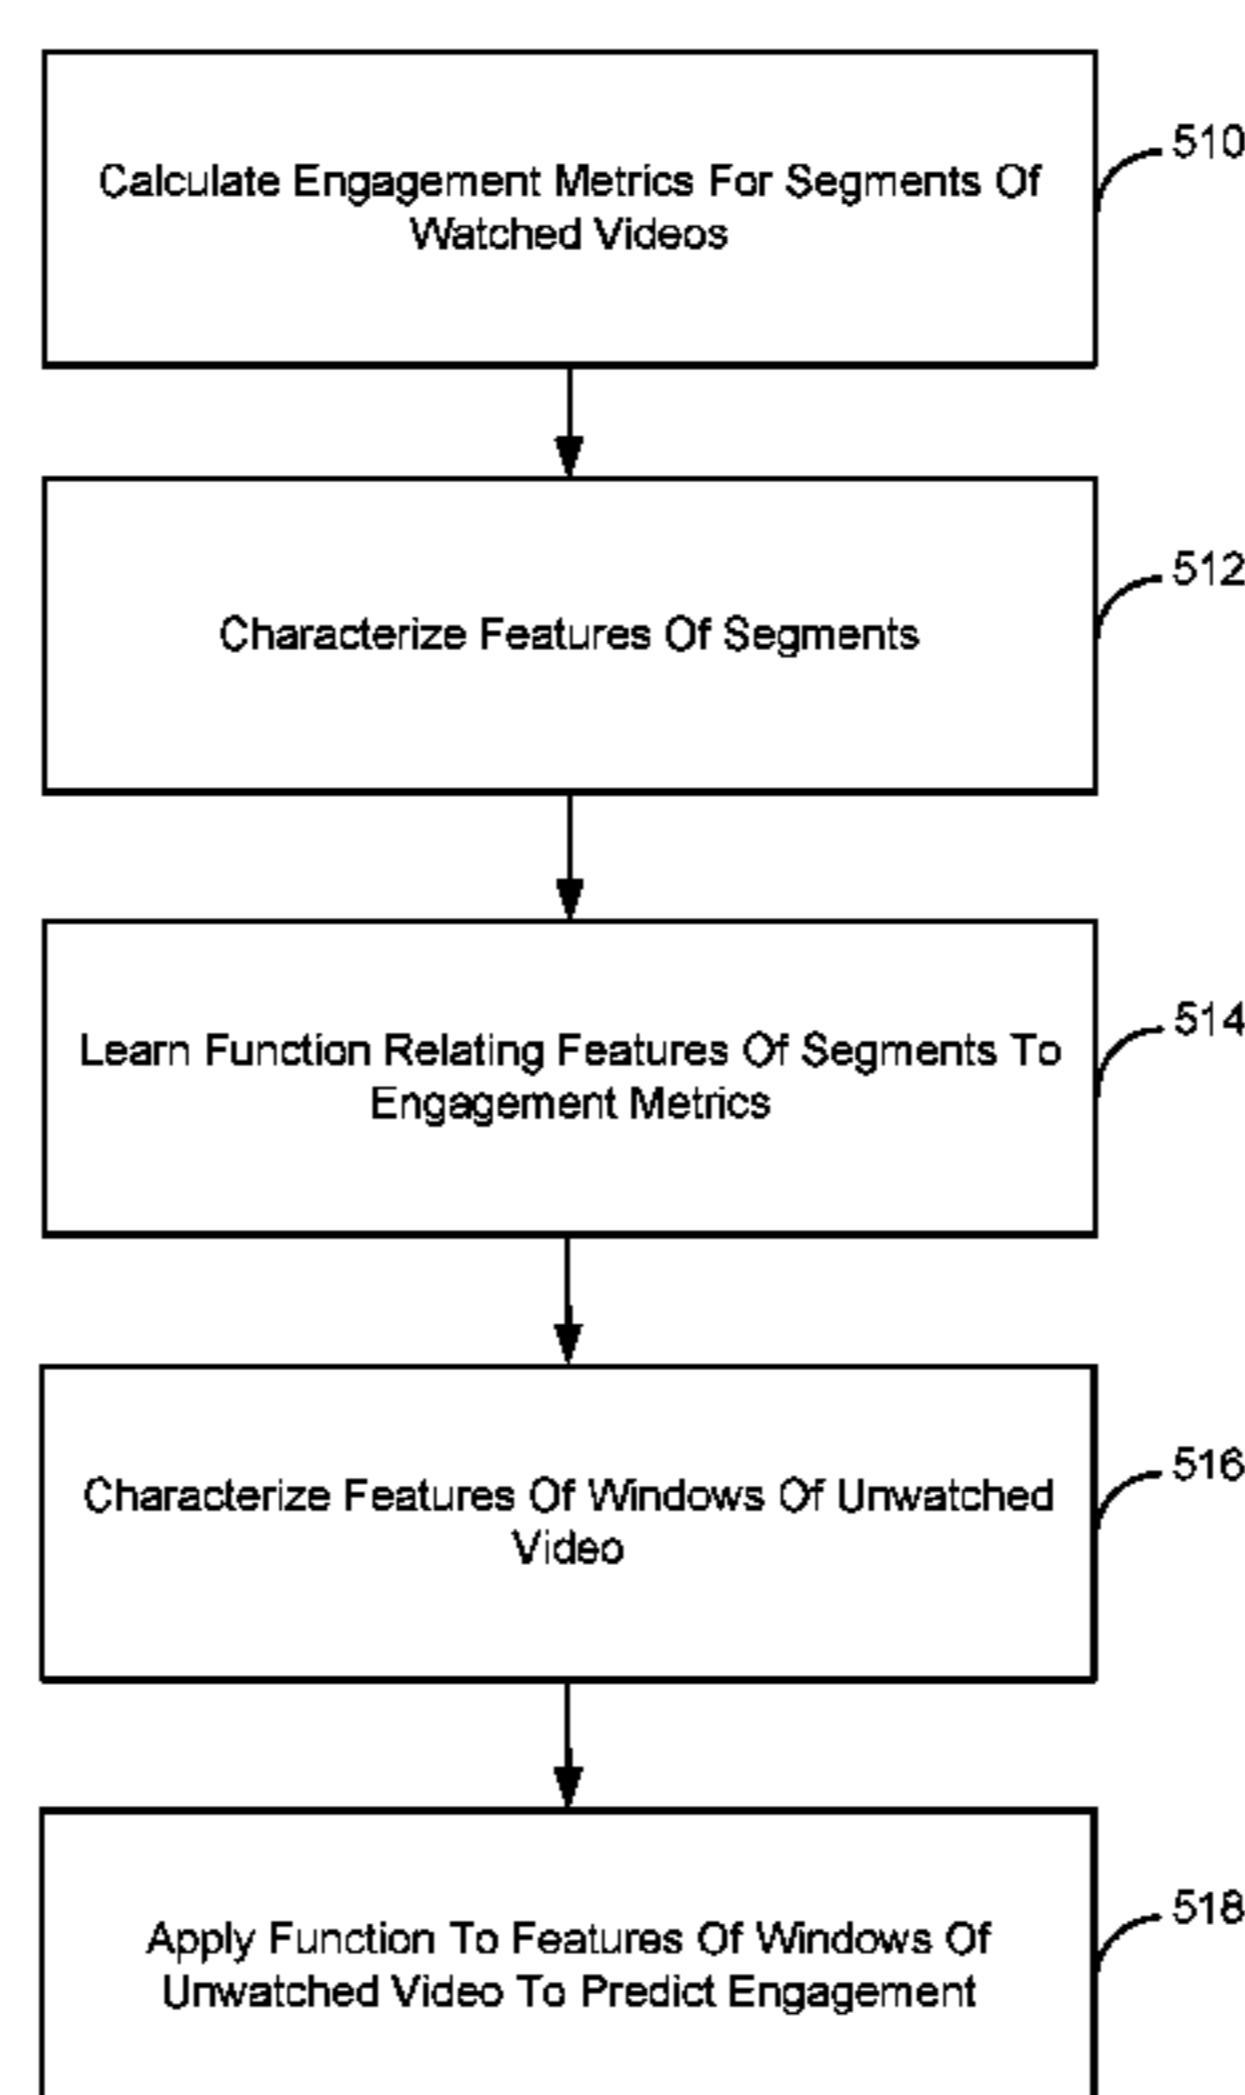 Calculate Engagement Metrics For Segments Of
Watched Videos
510
Characterize Features Of Segments
512
Learn Function Relating Features Of Segments To
Engagement Metrics
514
Characterize Features Of Windows Of Unwatched
Video
516
Apply Function To Features Of Windows Of
Unwatched Video To Predict Engagement
518